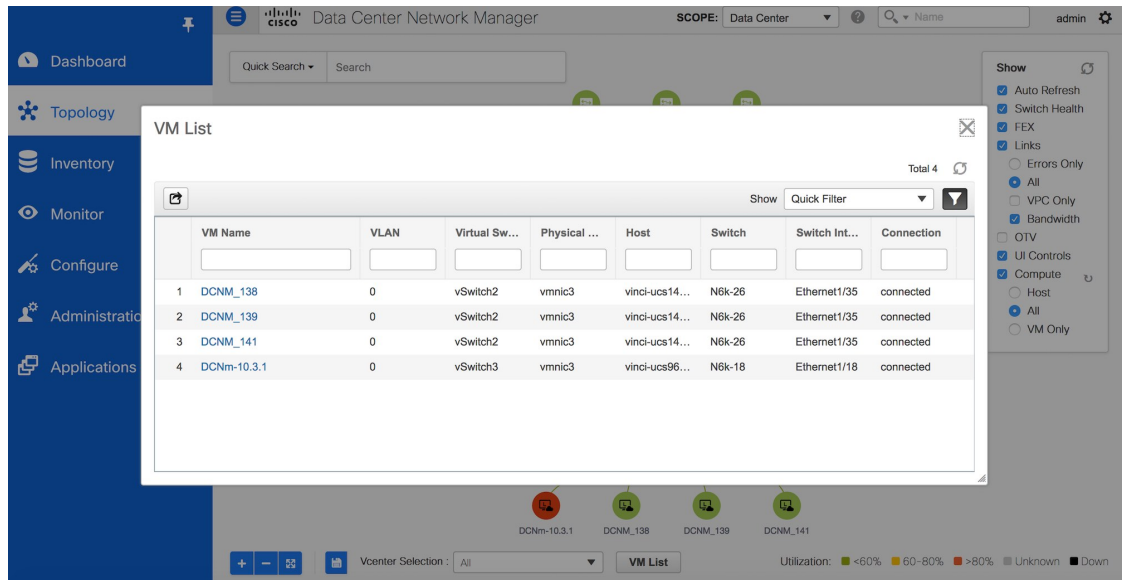 cisco Data Center Network Manager
SCOPE: Data Center
Name
admin
Dashboard
Topology
Inventory
Monitor
Configure
Administratio
Applications
Quick Search
Search
Show
Auto Refresh
Switch Health
FEX
Links
Errors Only
All
VPC Only
Bandwidth
OTV
UI Controls
Compute
Host
All
VM Only
VM List
Total 4
Show Quick Filter
VM Name VLAN Virtual Sw... Physical ... Host Switch Switch Int... Connection
1 DCNM_138 0 vSwitch2 vmnic3 vinci-ucs14... N6k-26 Ethernet1/35 connected
2 DCNM_139 0 vSwitch2 vmnic3 vinci-ucs14... N6k-26 Ethernet1/35 connected
3 DCNM_141 0 vSwitch2 vmnic3 vinci-ucs14... N6k-26 Ethernet1/35 connected
4 DCNm-10.3.1 0 vSwitch3 vmnic3 vinci-ucs96... N6k-18 Ethernet1/18 connected
DCNm-10.3.1 DCNM_138 DCNM_139 DCNM_141
Vcenter Selection : All
VM List
Utilization: <60% 60-80% >80% Unknown Down